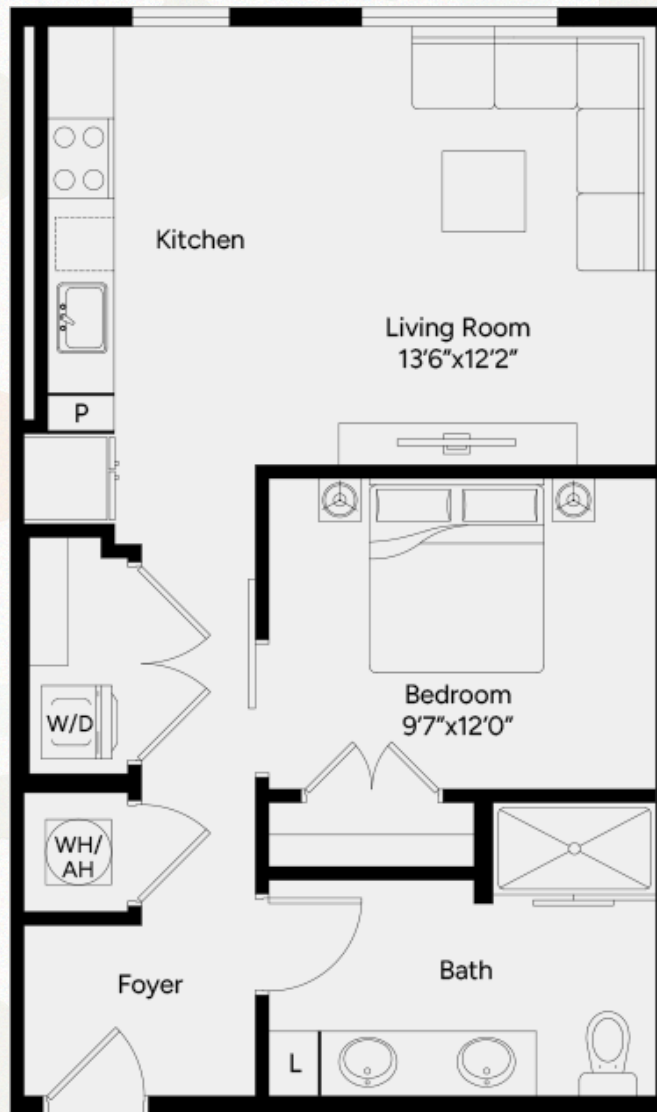 Kitchen
Living Room
13'6"x12'2"
P
Bedroom
9'7"x12'0"
W/D
WH/
AH
Foyer
Bath
L